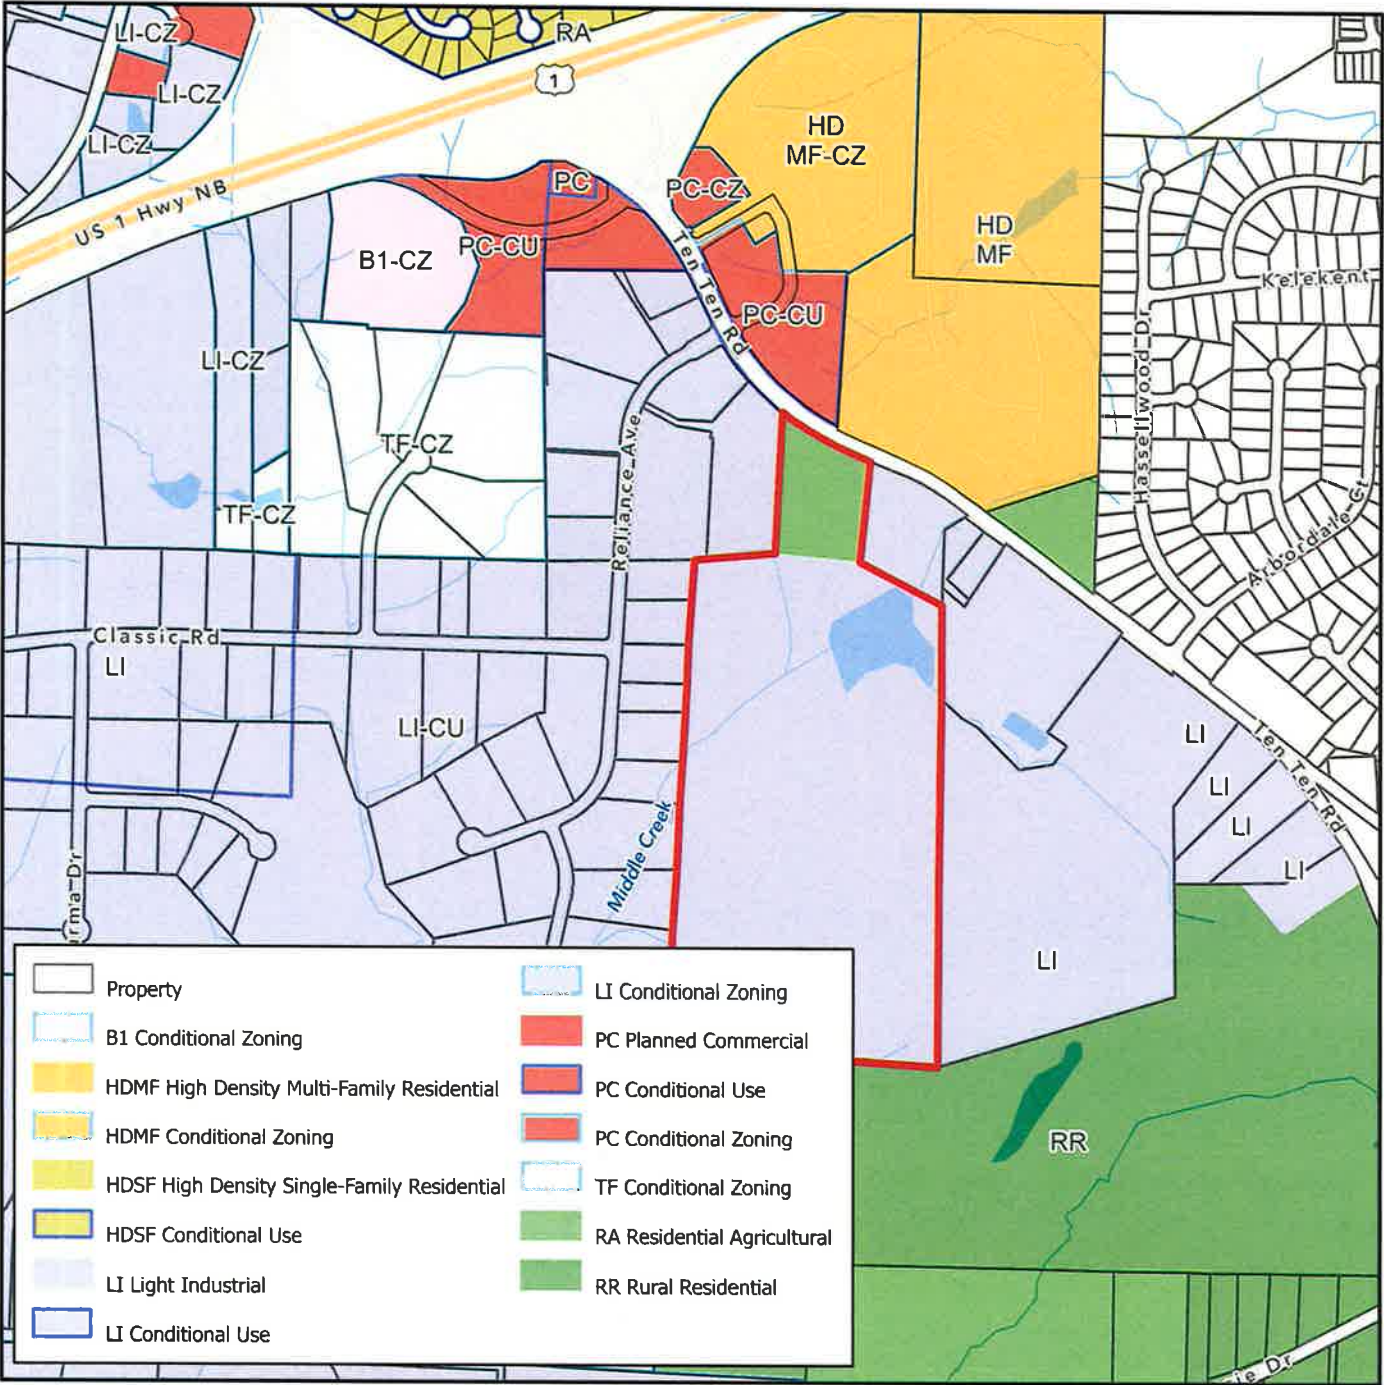 LI-CZ
RA
1
LI-CZ
LI-CZ
HD
MF-CZ
PC
PC-CZ
US 1 Hwy NB
HD
MF
B1-CZ
PC-CU
Ten Ten Rd
Kelekent
PC-CU
LI-CZ
Hassellwood Dr
TF-CZ
Reliance Ave
TF-CZ
Arbordale Ct
Classic Rd
LI
LI-CU
LI
Ten Ten Rd
LI
LI
LI
Middle Creek
LI
RR
ie Dr
Property
B1 Conditional Zoning
HDMF High Density Multi-Family Residential
HDMF Conditional Zoning
HDSF High Density Single-Family Residential
HDSF Conditional Use
LI Light Industrial
LI Conditional Use
LI Conditional Zoning
PC Planned Commercial
PC Conditional Use
PC Conditional Zoning
TF Conditional Zoning
RA Residential Agricultural
RR Rural Residential